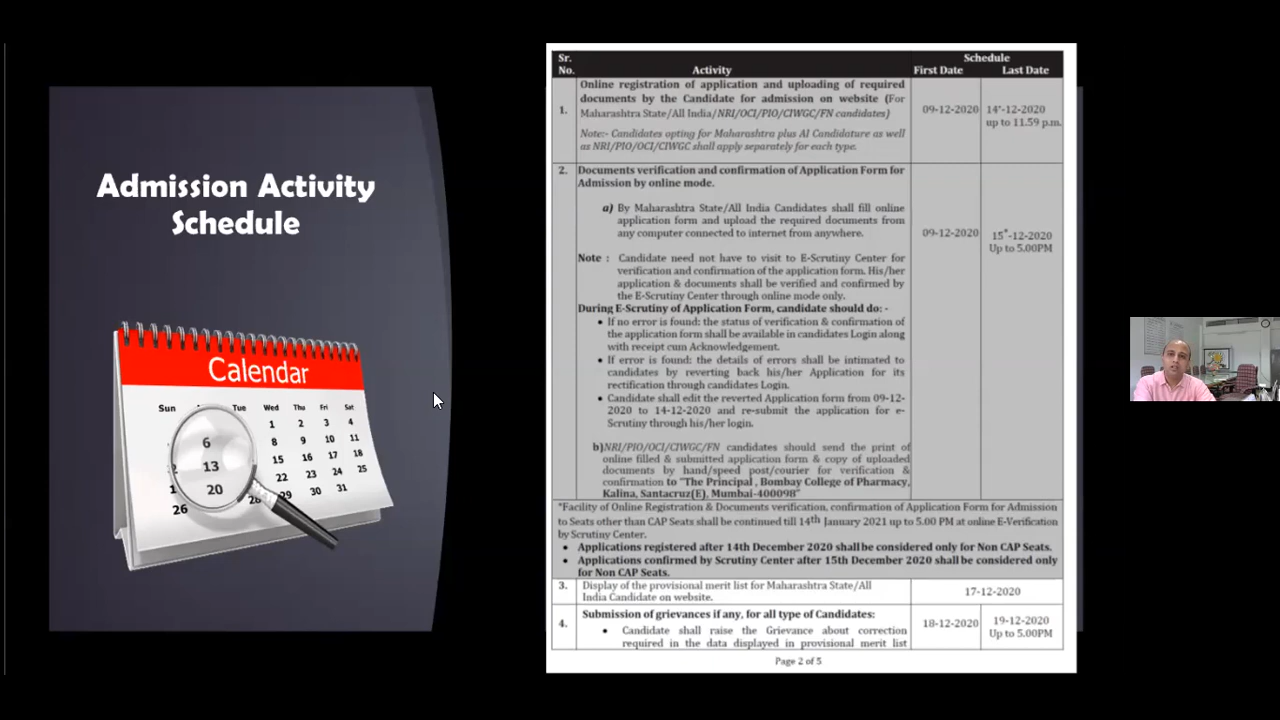 Admission Activity
Schedule
Calendar
Sun Tue Wed Thu Fri Sat
1 2 3 4
6 8 9 10 11
13 15 16 17 18
20 22 23 24 25
26 28 29 30 31
Sr. Schedule
No. Activity First Date Last Date
Online registration of application and uploading of required
documents by the Candidate for admission on website (For
1. Maharashtra State/All India/NRI/OCI/PIO/CIWGC/FN candidates) 09-12-2020 14*-12-2020
up to 11.59 p.m.
Note:- Candidates opting for Maharashtra plus AI Candidature as well
as NRI/PIO/OCI/CIWGC shall apply separately for each type.
2. Documents verification and confirmation of Application Form for
Admission by online mode.
a) By Maharashtra State/All India Candidates shall fill online
application form and upload the required documents from
any computer connected to internet from anywhere. 09-12-2020 15*-12-2020
Up to 5.00PM
Note : Candidate need not have to visit to E-Scrutiny Center for
verification and confirmation of the application form. His/her
application & documents shall be verified and confirmed by
the E-Scrutiny Center through online mode only.
During E-Scrutiny of Application Form, candidate should do: -
• If no error is found: the status of verification & confirmation of
the application form shall be available in candidates Login along
with receipt cum Acknowledgement.
• If error is found: the details of errors shall be intimated to
candidates by reverting back his/her Application for its
rectification through candidates Login.
• Candidate shall edit the reverted Application form from 09-12-
2020 to 14-12-2020 and re-submit the application for e-
Scrutiny through his/her login.
b)NRI/PIO/OCI/CIWGC/FN candidates should send the print of
online filled & submitted application form & copy of uploaded
documents by hand/speed post/courier for verification &
confirmation to "The Principal , Bombay College of Pharmacy,
Kalina, Santacruz(E), Mumbai-400098"
*Facility of Online Registration & Documents verification, confirmation of Application Form for Admission
to Seats other than CAP Seats shall be continued till 14th January 2021 up to 5.00 PM at online E-Verification
by Scrutiny Center.
• Applications registered after 14th December 2020 shall be considered only for Non CAP Seats.
• Applications confirmed by Scrutiny Center after 15th December 2020 shall be considered only
for Non CAP Seats.
3. Display of the provisional merit list for Maharashtra State/All
India Candidate on website. 17-12-2020
4. Submission of grievances if any, for all type of Candidates: 18-12-2020 19-12-2020
Up to 5.00PM
• Candidate shall raise the Grievance about correction
required in the data displayed in provisional merit list
Page 2 of 5